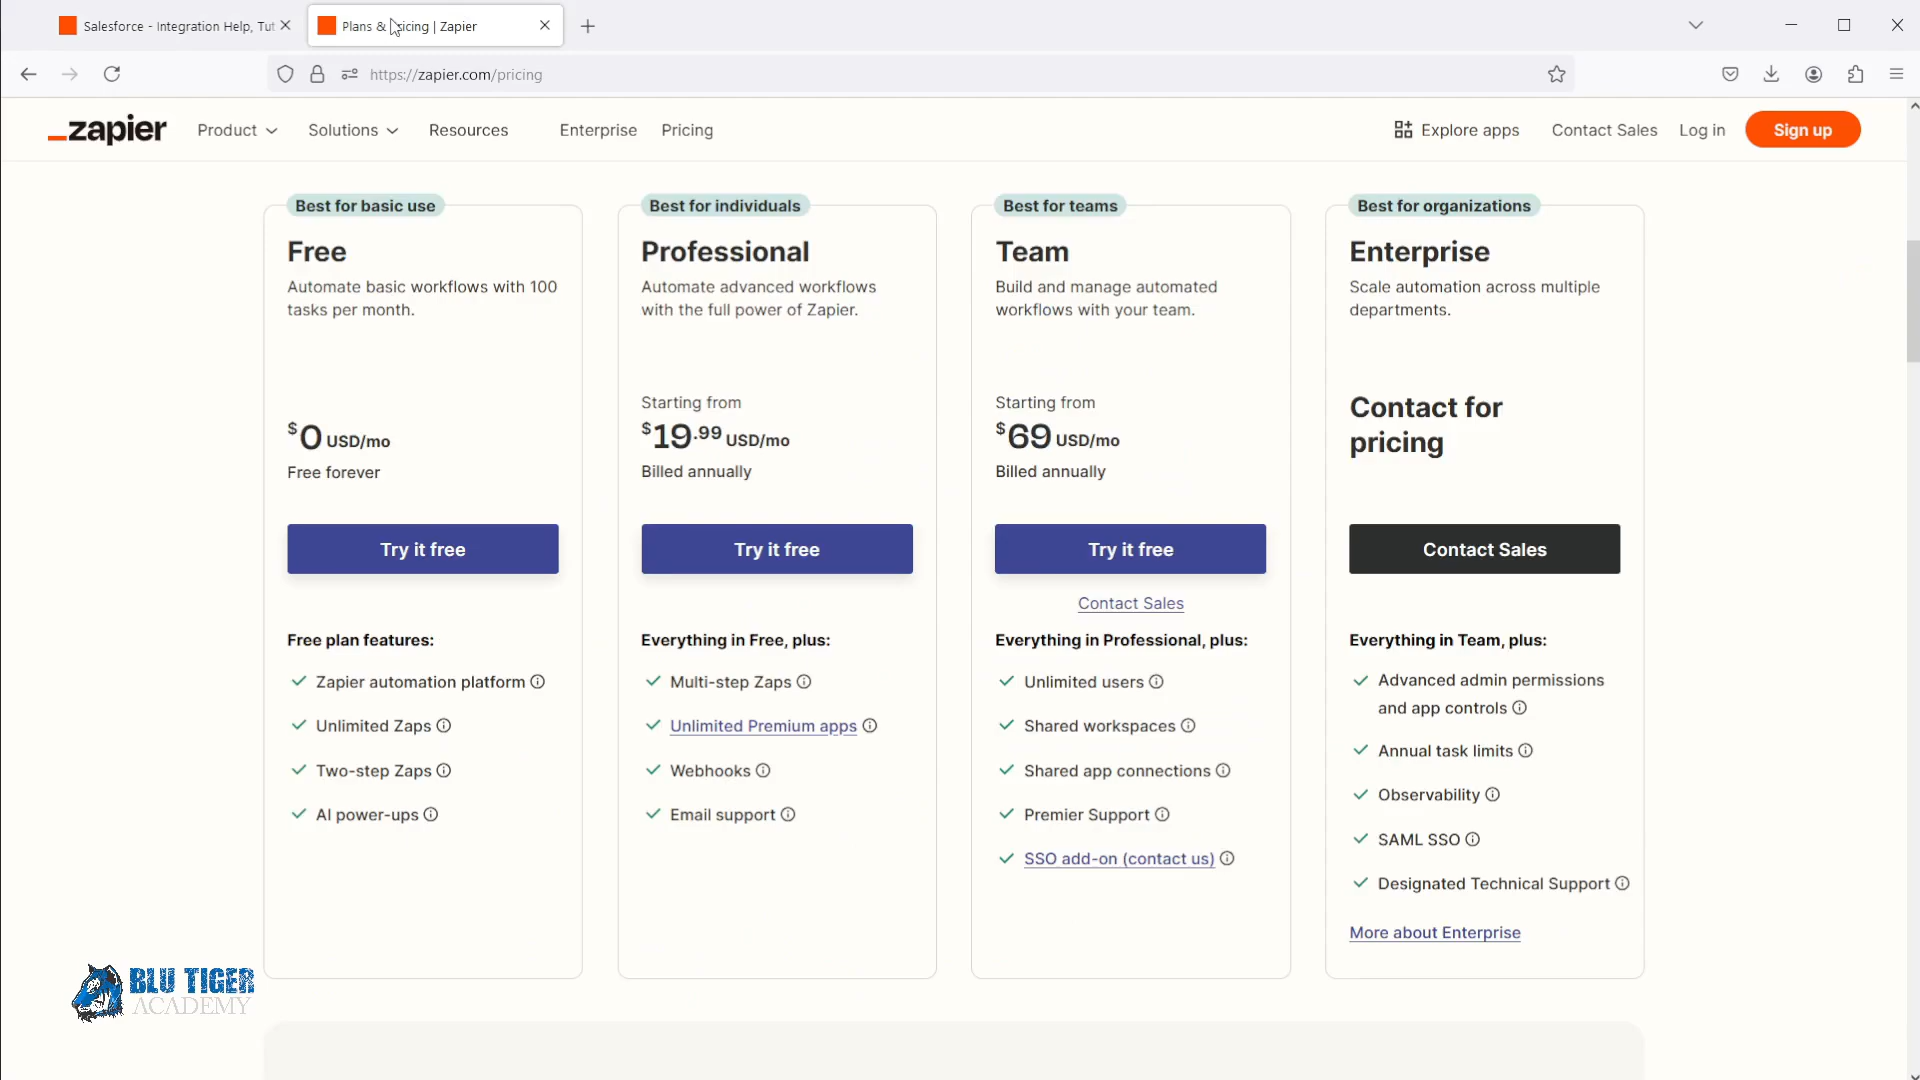 Salesforce - Integration Help, Tut
Plans & Pricing | Zapier
https://zapier.com/pricing
_zapier
Product
Solutions
Resources
Enterprise
Pricing
Explore apps
Contact Sales
Log in
Sign up
Best for basic use
Free
Automate basic workflows with 100
tasks per month.
$0 USD/mo
Free forever
Try it free
Free plan features:
Zapier automation platform
Unlimited Zaps
Two-step Zaps
AI power-ups
Best for individuals
Professional
Automate advanced workflows
with the full power of Zapier.
Starting from
$19.99 USD/mo
Billed annually
Try it free
Everything in Free, plus:
Multi-step Zaps
Unlimited Premium apps
Webhooks
Email support
Best for teams
Team
Build and manage automated
workflows with your team.
Starting from
$69 USD/mo
Billed annually
Try it free
Contact Sales
Everything in Professional, plus:
Unlimited users
Shared workspaces
Shared app connections
Premier Support
SSO add-on (contact us)
Best for organizations
Enterprise
Scale automation across multiple
departments.
Contact for
pricing
Contact Sales
Everything in Team, plus:
Advanced admin permissions
and app controls
Annual task limits
Observability
SAML SSO
Designated Technical Support
More about Enterprise
BLU TIGER
ACADEMY